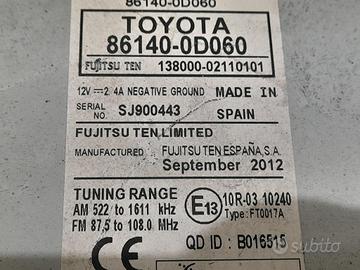 86140-0D060
TOYOTA
86140-0D060
FUJITSU TEN 138000-02110101
12V⎓2.4A NEGATIVE GROUND MADE IN
SERIAL NO. SJ900443 SPAIN
FUJITSU TEN LIMITED
MANUFACTURED FUJITSU TEN ESPAÑA,S.A.
September 2012
TUNING RANGE
AM 522 to 1611 kHz
FM 87.5 to 108.0 MHz
E13 10R-03 10240
Type: FT0017A
QD ID: B016515
subito